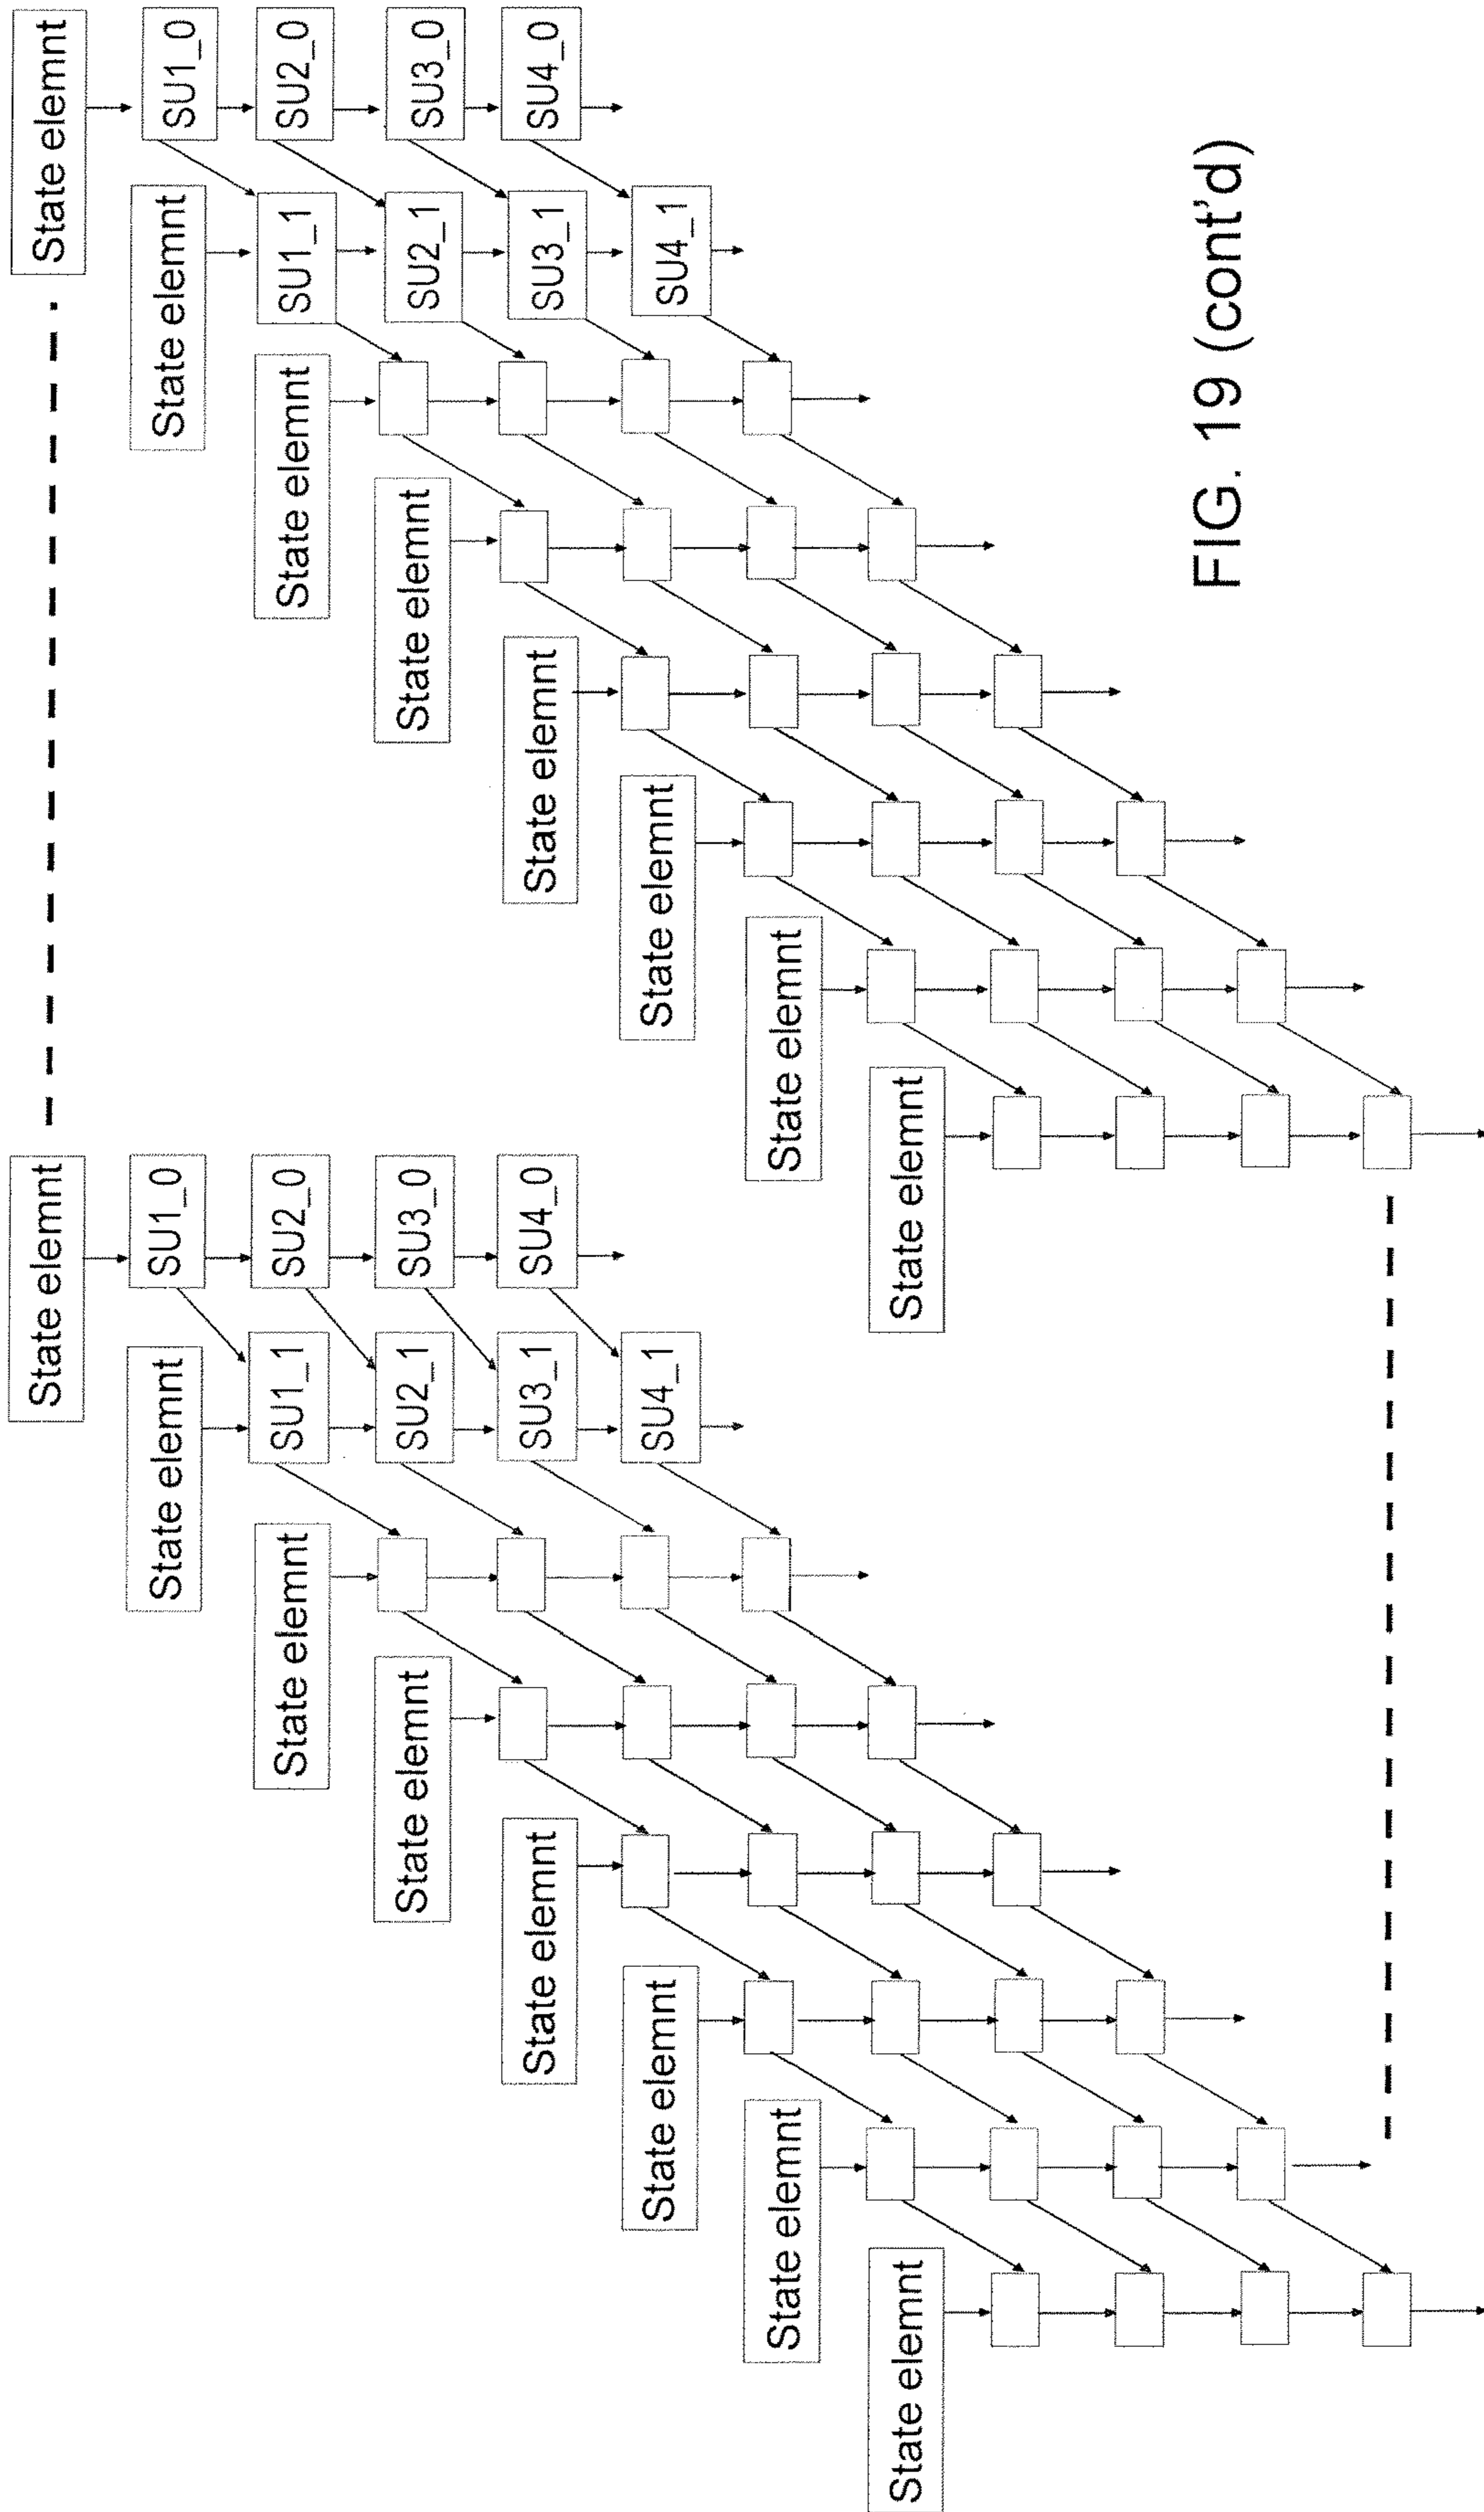 State elemnt
State elemnt
State elemnt
SU1_0
State elemnt
SU1_0
State elemnt
SU1_1
SU2_0
State elemnt
SU1_1
SU2_0
State elemnt
SU2_1
SU3_0
State elemnt
SU2_1
SU3_0
State elemnt
SU3_1
SU4_0
State elemnt
SU3_1
SU4_0
State elemnt
SU4_1
State elemnt
SU4_1
State elemnt
State elemnt
State elemnt
State elemnt
FIG. 19 (cont'd)